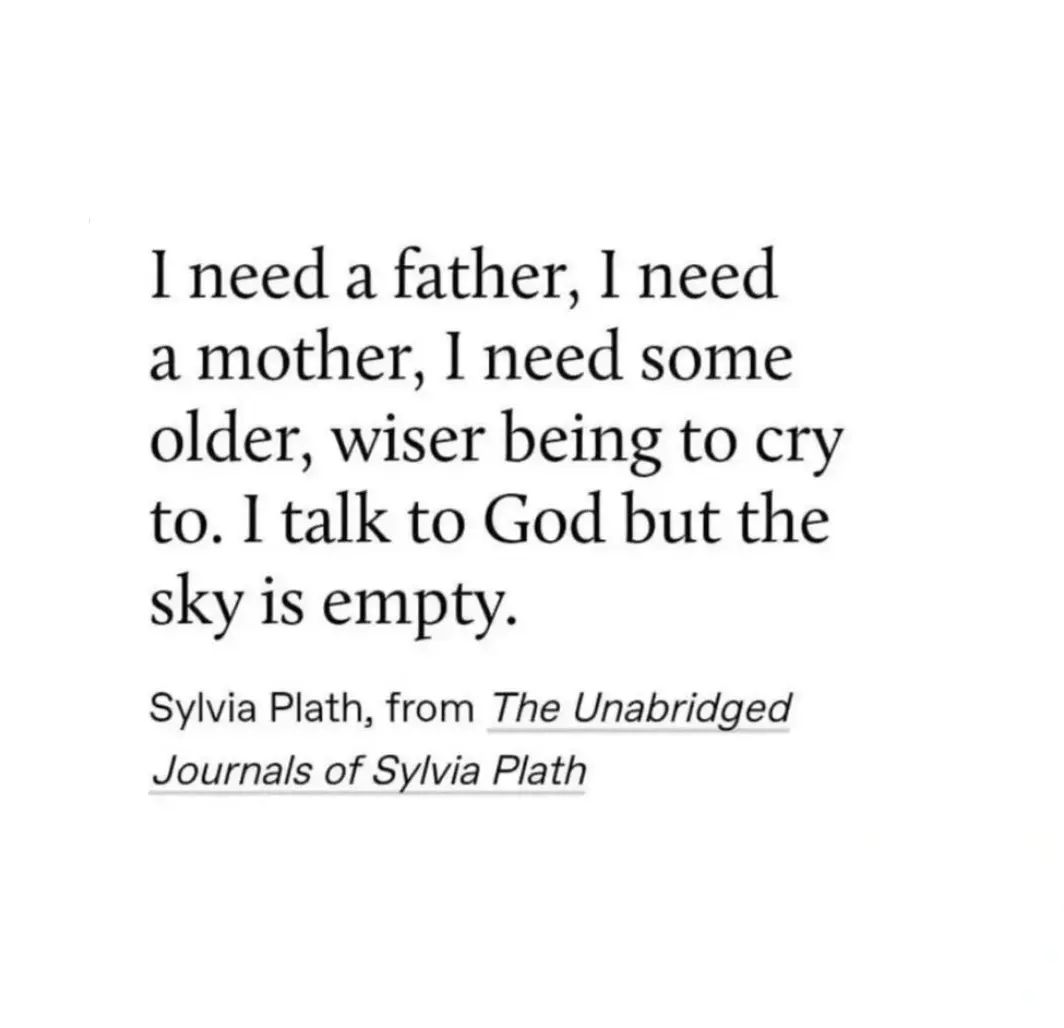 I need a father, I need
a mother, I need some
older, wiser being to cry
to. I talk to God but the
sky is empty.
Sylvia Plath, from The Unabridged
Journals of Sylvia Plath